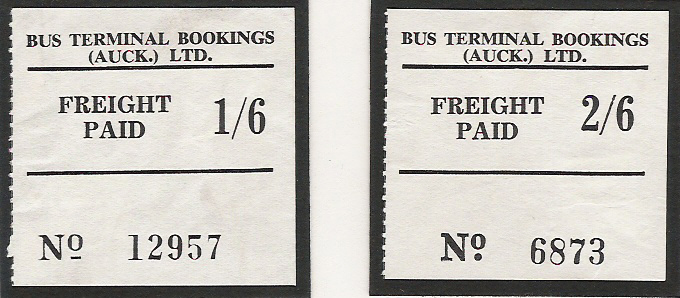 BUS TERMINAL BOOKINGS
(AUCK.) LTD.
FREIGHT
PAID
1/6
Nº 12957
BUS TERMINAL BOOKINGS
(AUCK.) LTD.
FREIGHT
PAID
2/6
Nº 6873